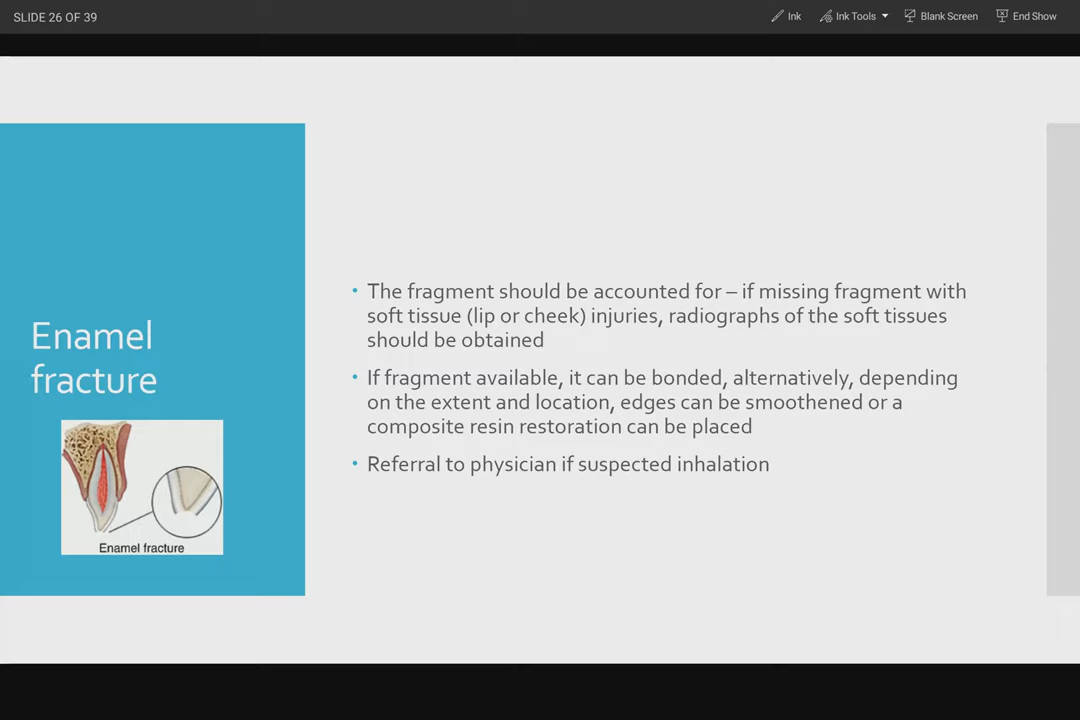 SLIDE 26 OF 39
Ink
Ink Tools
Blank Screen
End Show
Enamel
fracture
Enamel fracture
• The fragment should be accounted for – if missing fragment with
soft tissue (lip or cheek) injuries, radiographs of the soft tissues
should be obtained
• If fragment available, it can be bonded, alternatively, depending
on the extent and location, edges can be smoothened or a
composite resin restoration can be placed
• Referral to physician if suspected inhalation